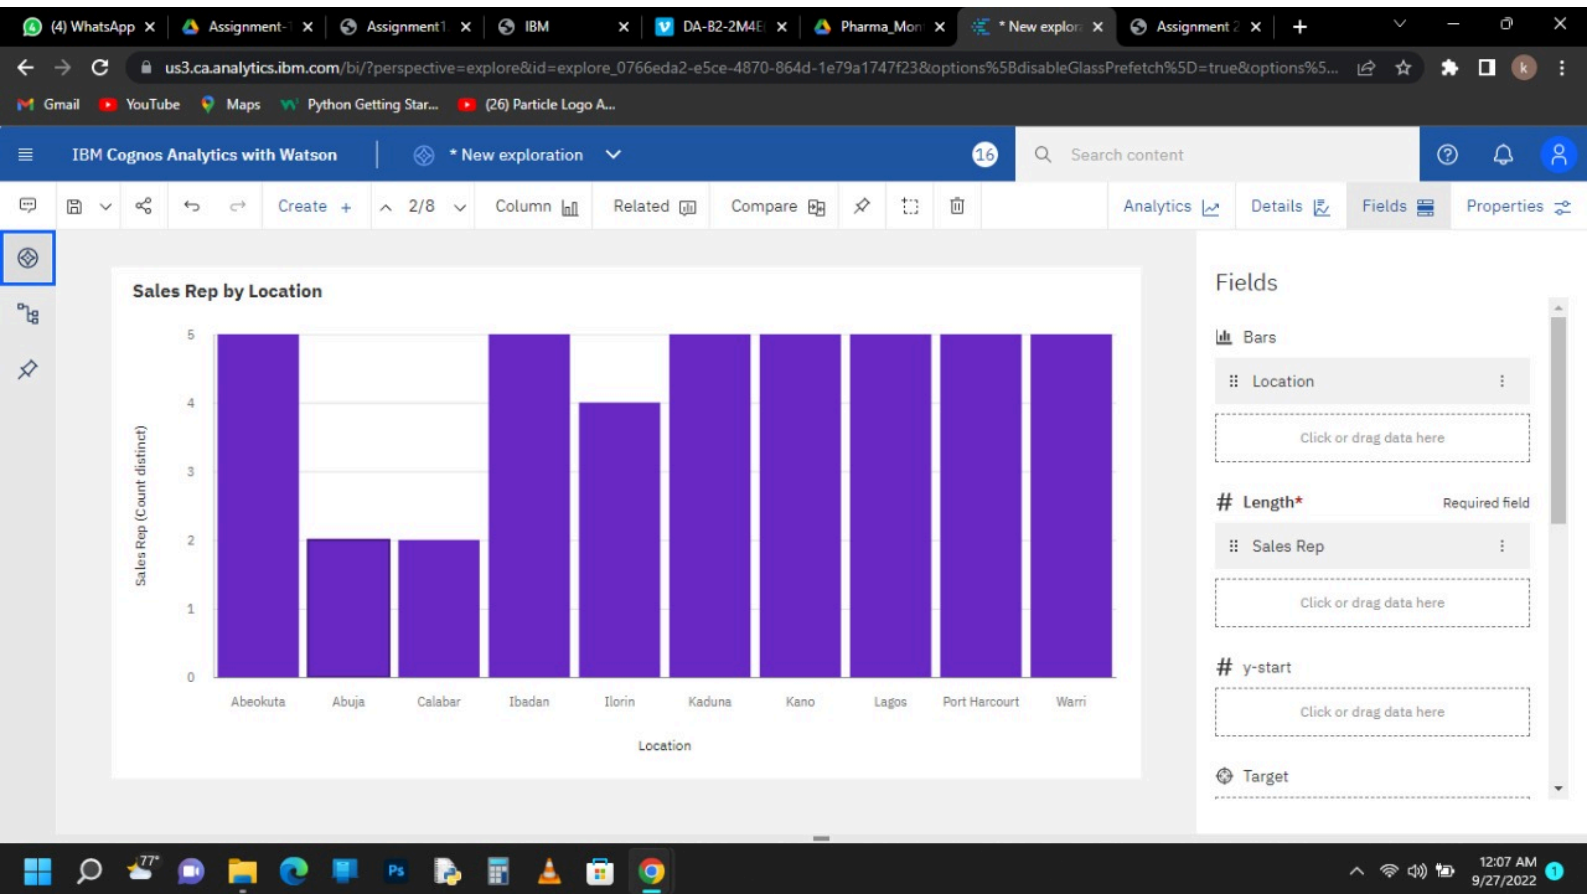 (4) WhatsApp
Assignment-1
Assignment1.
IBM
DA-B2-2M4E
Pharma_Mon
* New explor
Assignment 2
us3.ca.analytics.ibm.com/bi/?perspective=explore&id=explore_0766eda2-e5ce-4870-864d-1e79a1747f23&options%5BdisableGlassPrefetch%5D=true&options%5...
k
Gmail
YouTube
Maps
Python Getting Star...
(26) Particle Logo A...
IBM Cognos Analytics with Watson
* New exploration
16
Search content
Create +
2/8
Column
Related
Compare
Analytics
Details
Fields
Properties
Sales Rep by Location
Sales Rep (Count distinct)
5
4
3
2
1
0
Abeokuta
Abuja
Calabar
Ibadan
Ilorin
Kaduna
Kano
Lagos
Port Harcourt
Warri
Location
Fields
Bars
Location
Click or drag data here
# Length*
Required field
Sales Rep
Click or drag data here
# y-start
Click or drag data here
Target
77°
Ps
12:07 AM
9/27/2022
1